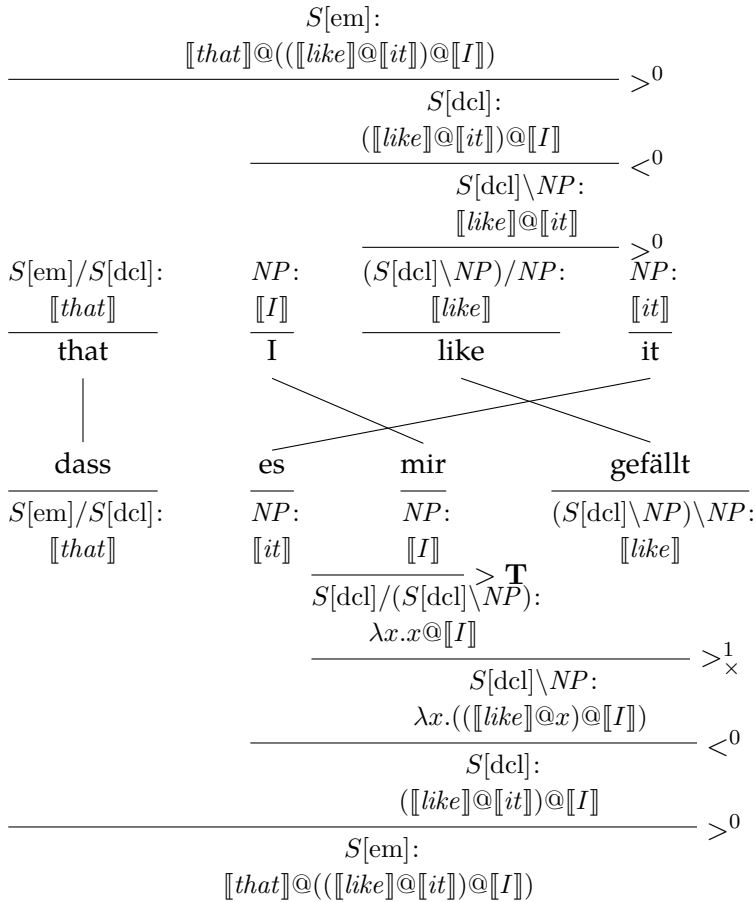 S[em]:
⟦that⟧@((⟦like⟧@⟦it⟧)@⟦I⟧)
>⁰
S[dcl]:
(⟦like⟧@⟦it⟧)@⟦I⟧
<⁰
S[dcl]\NP:
⟦like⟧@⟦it⟧
>⁰
S[em]/S[dcl]: NP: (S[dcl]\NP)/NP: NP:
⟦that⟧ ⟦I⟧ ⟦like⟧ ⟦it⟧
that I like it
dass es mir gefällt
S[em]/S[dcl]: NP: NP: (S[dcl]\NP)\NP:
⟦that⟧ ⟦it⟧ ⟦I⟧ ⟦like⟧
> T
S[dcl]/(S[dcl]\NP):
λx.x@⟦I⟧
>¹ₓ
S[dcl]\NP:
λx.((⟦like⟧@x)@⟦I⟧)
<⁰
S[dcl]:
(⟦like⟧@⟦it⟧)@⟦I⟧
>⁰
S[em]:
⟦that⟧@((⟦like⟧@⟦it⟧)@⟦I⟧)